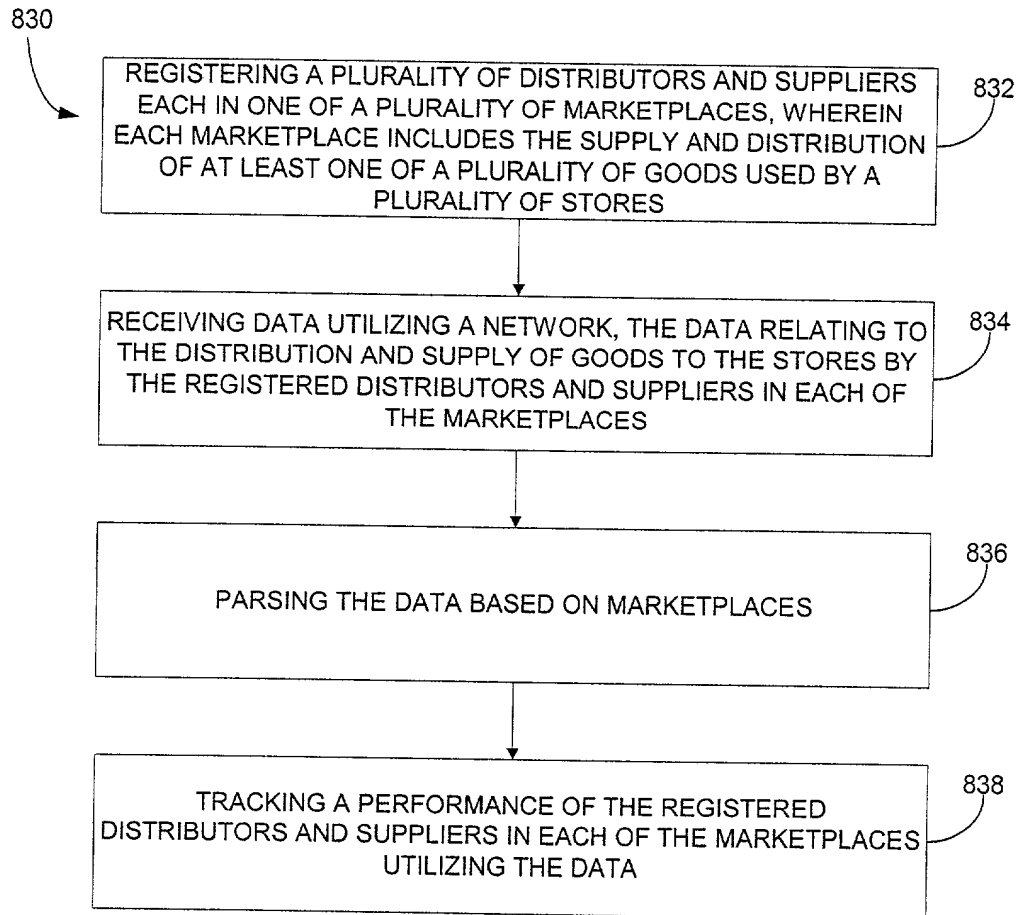 830
REGISTERING A PLURALITY OF DISTRIBUTORS AND SUPPLIERS
EACH IN ONE OF A PLURALITY OF MARKETPLACES, WHEREIN
EACH MARKETPLACE INCLUDES THE SUPPLY AND DISTRIBUTION
OF AT LEAST ONE OF A PLURALITY OF GOODS USED BY A
PLURALITY OF STORES
832
RECEIVING DATA UTILIZING A NETWORK, THE DATA RELATING TO
THE DISTRIBUTION AND SUPPLY OF GOODS TO THE STORES BY
THE REGISTERED DISTRIBUTORS AND SUPPLIERS IN EACH OF
THE MARKETPLACES
834
PARSING THE DATA BASED ON MARKETPLACES
836
TRACKING A PERFORMANCE OF THE REGISTERED
DISTRIBUTORS AND SUPPLIERS IN EACH OF THE MARKETPLACES
UTILIZING THE DATA
838